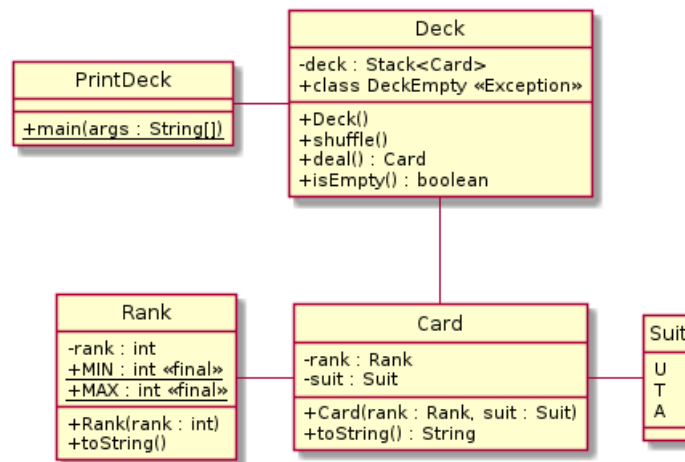 Deck
-deck : Stack<Card>
+class DeckEmpty «Exception»
+Deck()
+shuffle()
+deal() : Card
+isEmpty() : boolean
PrintDeck
+main(args : String[])
Rank
-rank : int
+MIN : int «final»
+MAX : int «final»
+Rank(rank : int)
+toString()
Card
-rank : Rank
-suit : Suit
+Card(rank : Rank, suit : Suit)
+toString() : String
Suit
U
T
A